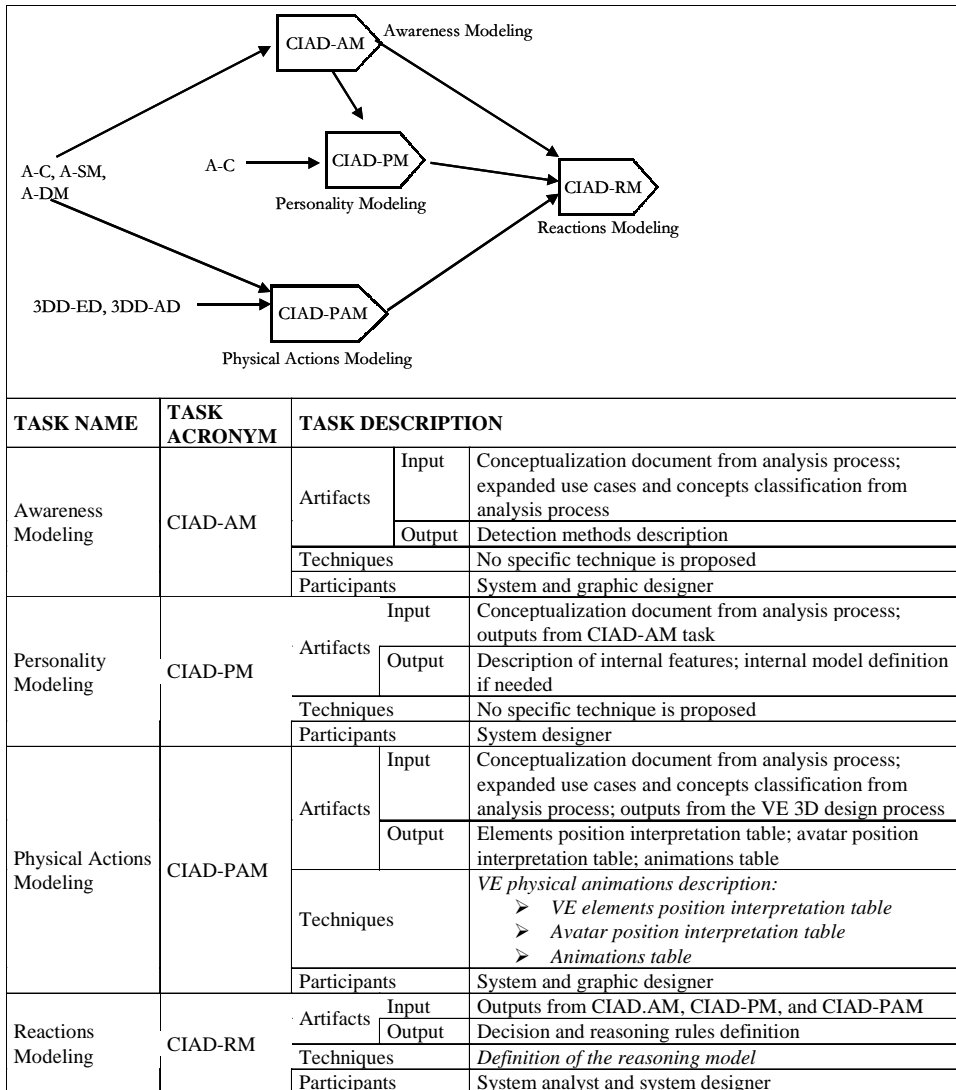 CIAD-AM
Awareness Modeling
A-C, A-SM,
A-DM
A-C
CIAD-PM
Personality Modeling
CIAD-RM
Reactions Modeling
3DD-ED, 3DD-AD
CIAD-PAM
Physical Actions Modeling
TASK NAME
TASK
ACRONYM
TASK DESCRIPTION
Awareness
Modeling
CIAD-AM
Artifacts
Input
Conceptualization document from analysis process;
expanded use cases and concepts classification from
analysis process
Output
Detection methods description
Techniques
No specific technique is proposed
Participants
System and graphic designer
Personality
Modeling
CIAD-PM
Artifacts
Input
Conceptualization document from analysis process;
outputs from CIAD-AM task
Output
Description of internal features; internal model definition
if needed
Techniques
No specific technique is proposed
Participants
System designer
Physical Actions
Modeling
CIAD-PAM
Artifacts
Input
Conceptualization document from analysis process;
expanded use cases and concepts classification from
analysis process; outputs from the VE 3D design process
Output
Elements position interpretation table; avatar position
interpretation table; animations table
Techniques
VE physical animations description:
➢ VE elements position interpretation table
➢ Avatar position interpretation table
➢ Animations table
Participants
System and graphic designer
Reactions
Modeling
CIAD-RM
Artifacts
Input
Outputs from CIAD.AM, CIAD-PM, and CIAD-PAM
Output
Decision and reasoning rules definition
Techniques
Definition of the reasoning model
Participants
System analyst and system designer